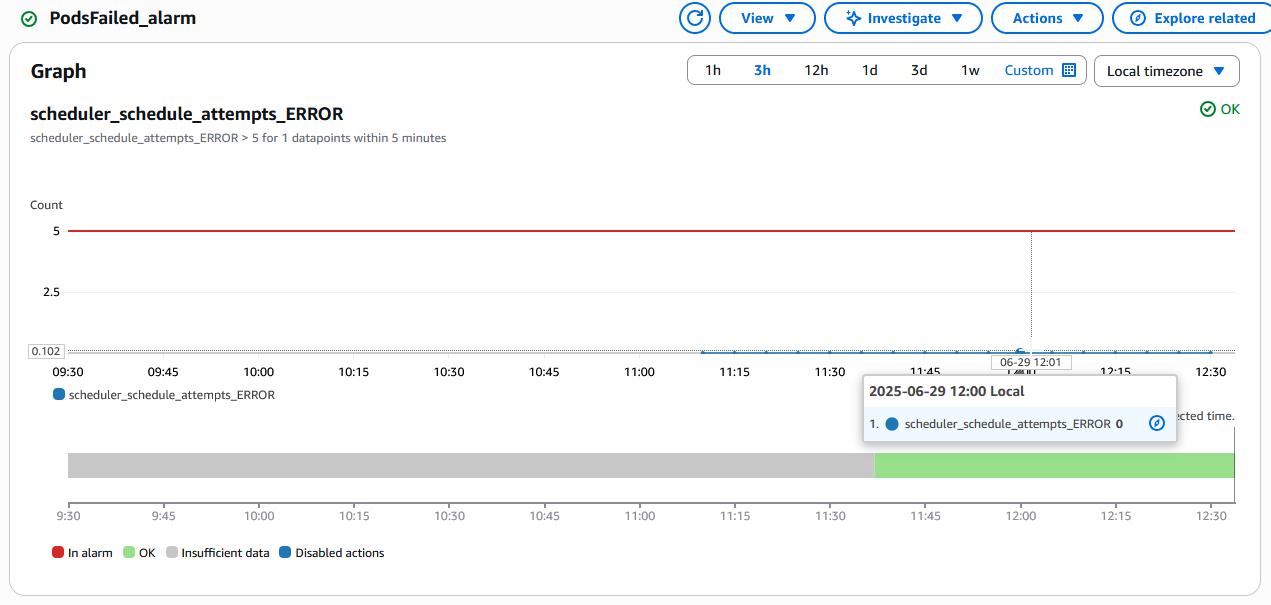 PodsFailed_alarm
View
Investigate
Actions
Explore related
Graph
1h 3h 12h 1d 3d 1w Custom
Local timezone
scheduler_schedule_attempts_ERROR
OK
scheduler_schedule_attempts_ERROR > 5 for 1 datapoints within 5 minutes
Count
5
2.5
0.102
06-29 12:01
09:30 09:45 10:00 10:15 10:30 10:45 11:00 11:15 11:30 11:45 12:00 12:15 12:30
scheduler_schedule_attempts_ERROR
2025-06-29 12:00 Local
1. scheduler_schedule_attempts_ERROR 0
time.
9:30 9:45 10:00 10:15 10:30 10:45 11:00 11:15 11:30 11:45 12:00 12:15 12:30
In alarm OK Insufficient data Disabled actions